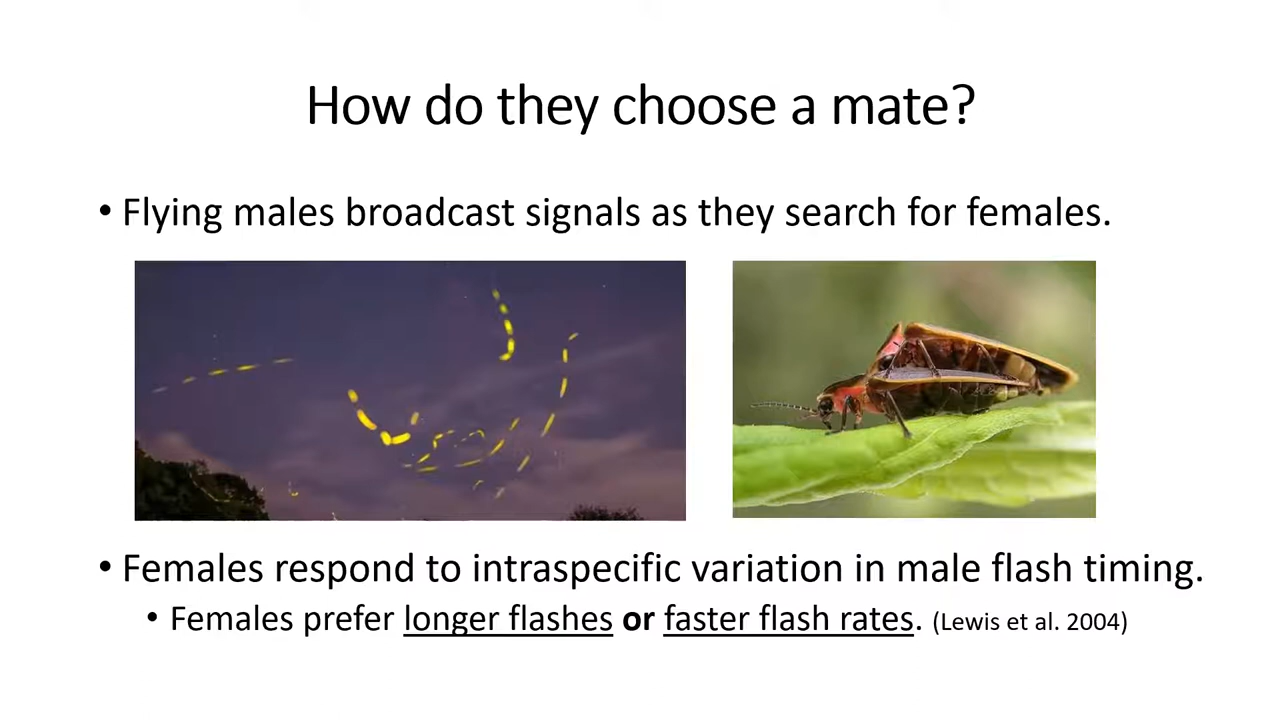 How do they choose a mate?
• Flying males broadcast signals as they search for females.
• Females respond to intraspecific variation in male flash timing.
• Females prefer longer flashes or faster flash rates. (Lewis et al. 2004)